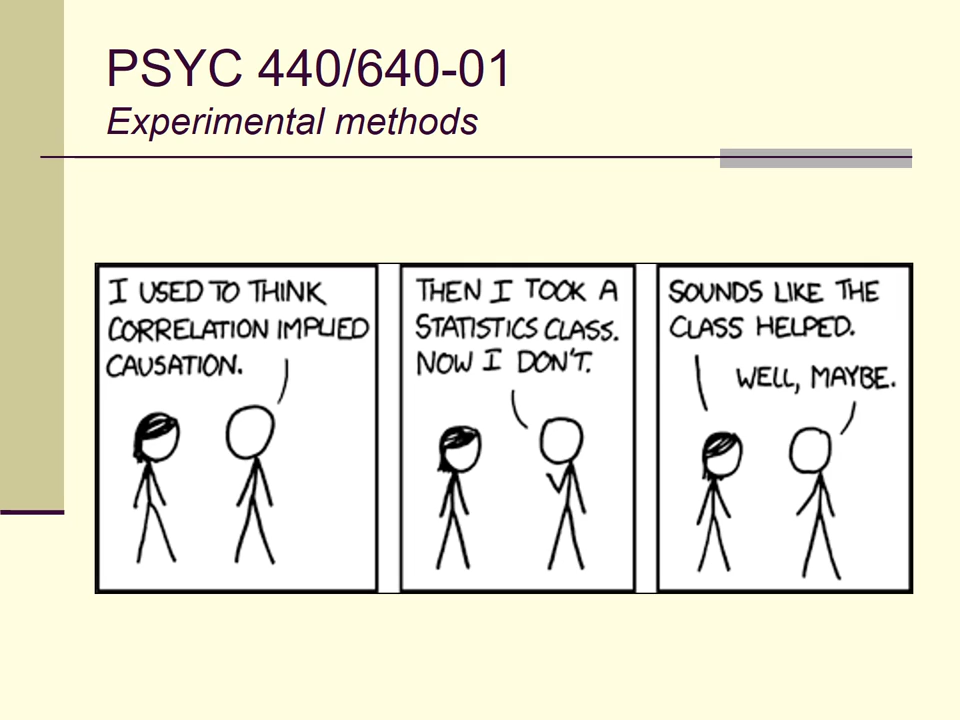 PSYC 440/640-01
Experimental methods
I USED TO THINK
CORRELATION IMPLIED
CAUSATION.
THEN I TOOK A
STATISTICS CLASS.
NOW I DON'T.
SOUNDS LIKE THE
CLASS HELPED.
WELL, MAYBE.